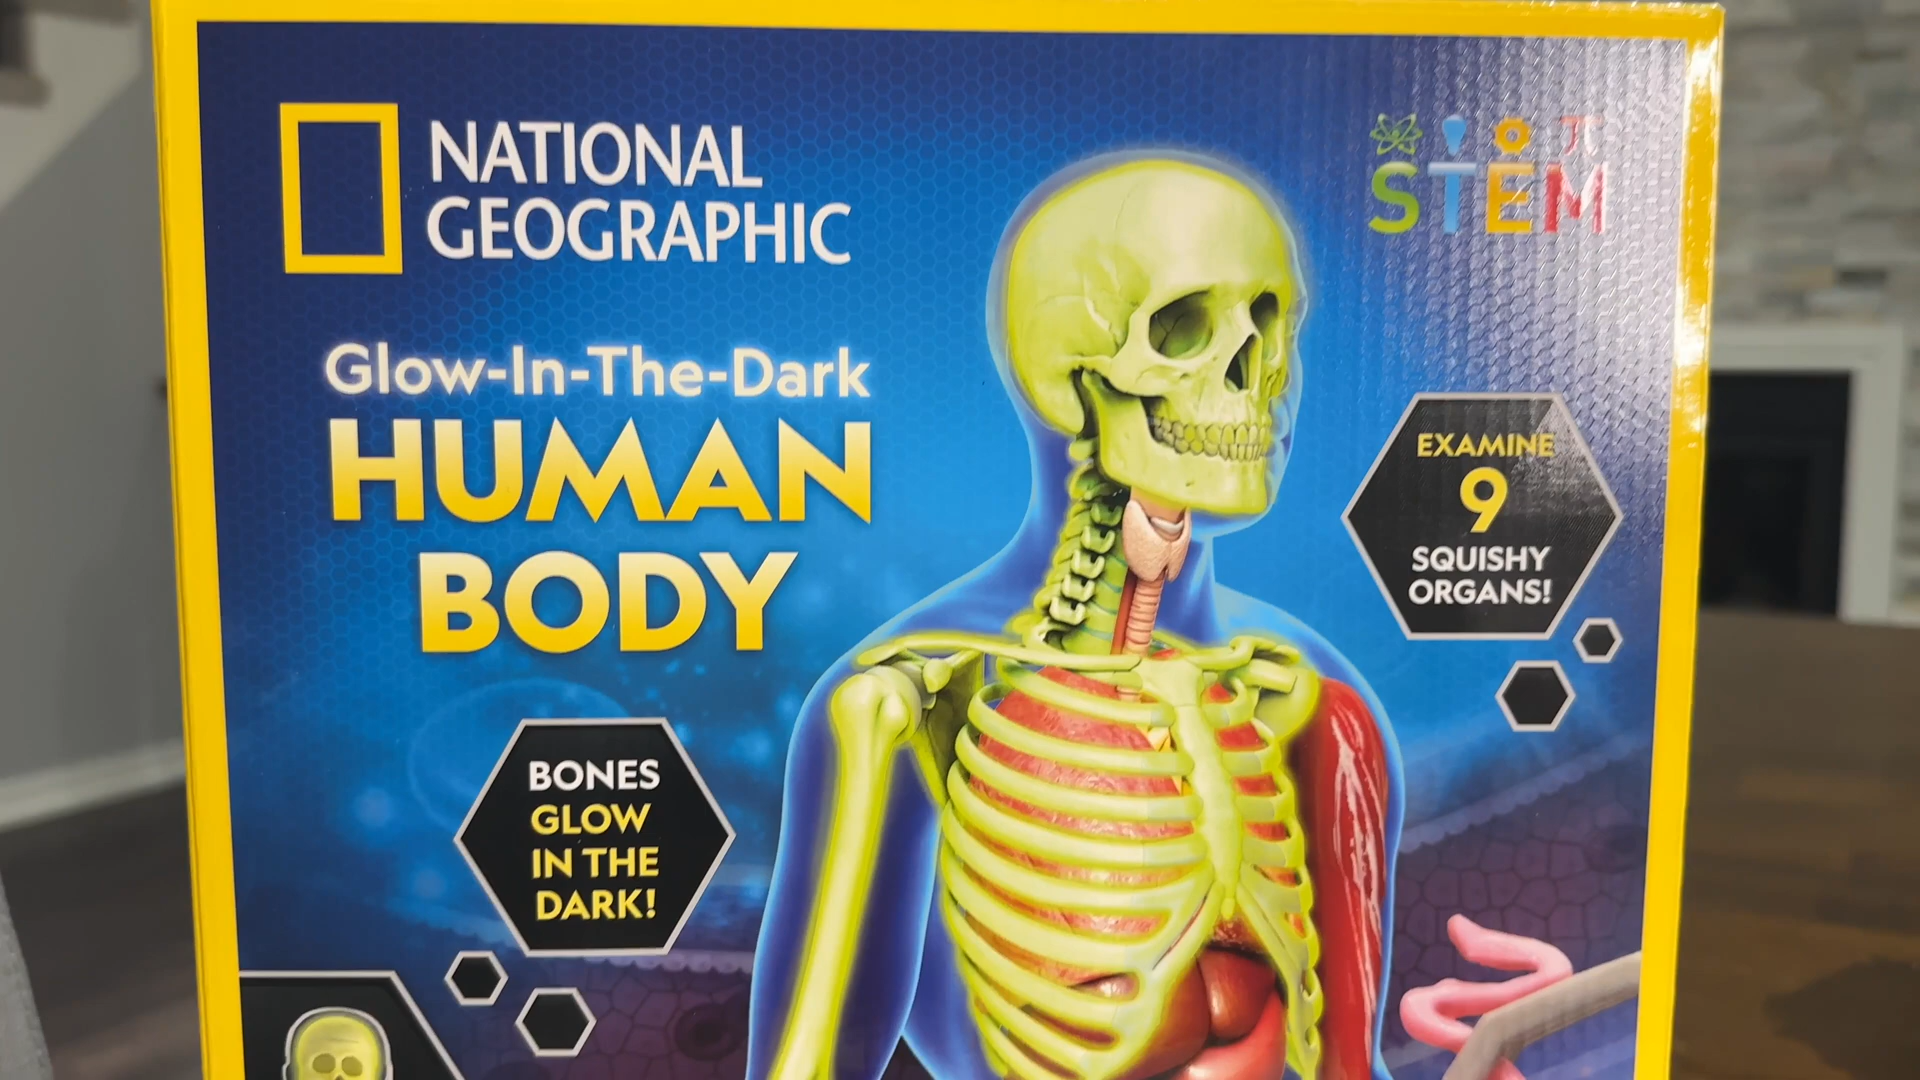 NATIONAL
GEOGRAPHIC
STEM
Glow-In-The-Dark
HUMAN
BODY
EXAMINE
9
SQUISHY
ORGANS!
BONES
GLOW
IN THE
DARK!